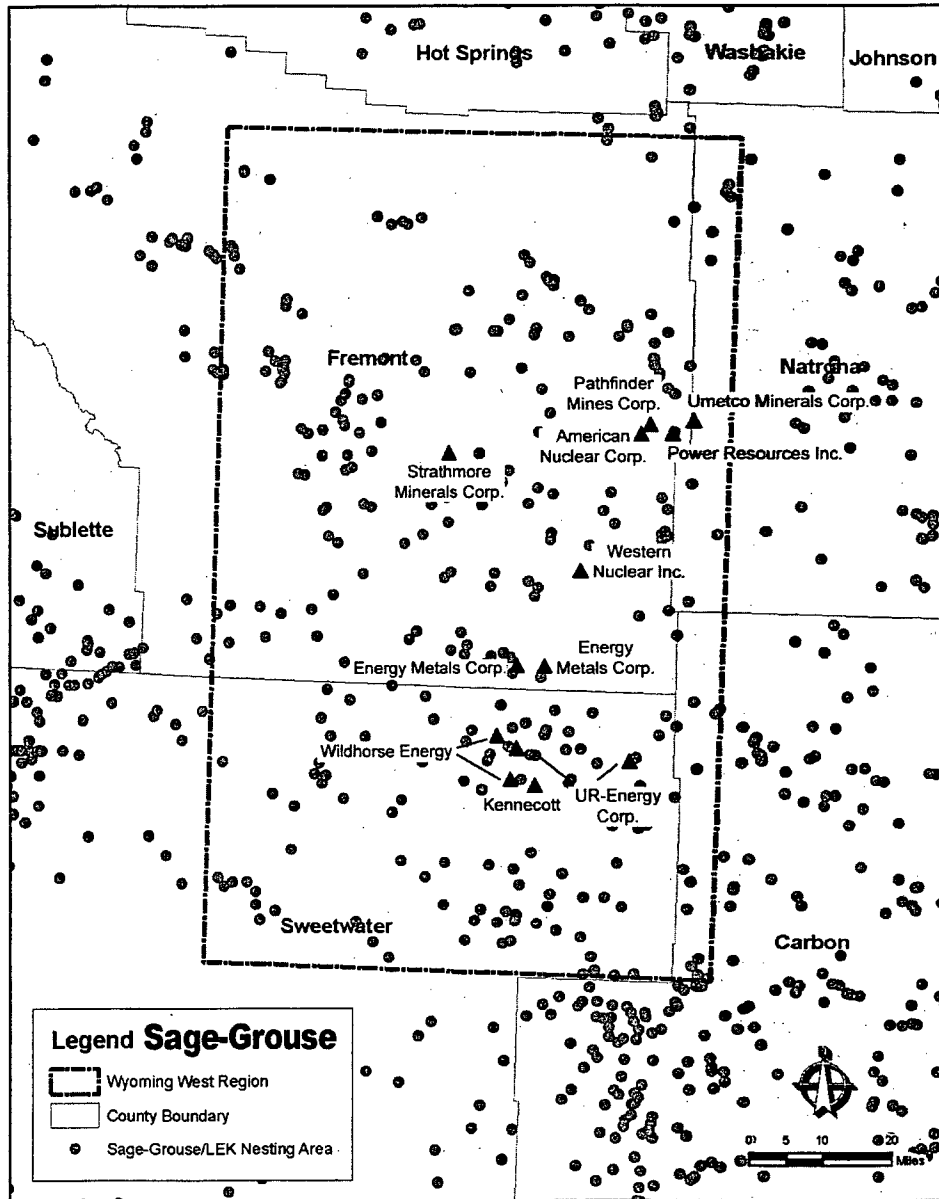 Hot Springs
Washakie
Johnson
Fremont
Natrona
Pathfinder
Mines Corp.
Umetco Minerals Corp.
American
Nuclear Corp.
Power Resources Inc.
Strathmore
Minerals Corp.
Sublette
Western
Nuclear Inc.
Energy Metals Corp.
Energy
Metals Corp.
Wildhorse Energy
Kennecott
UR-Energy
Corp.
Sweetwater
Carbon
Legend Sage-Grouse
Wyoming West Region
County Boundary
Sage-Grouse/LEK Nesting Area
0 5 10 20
Miles